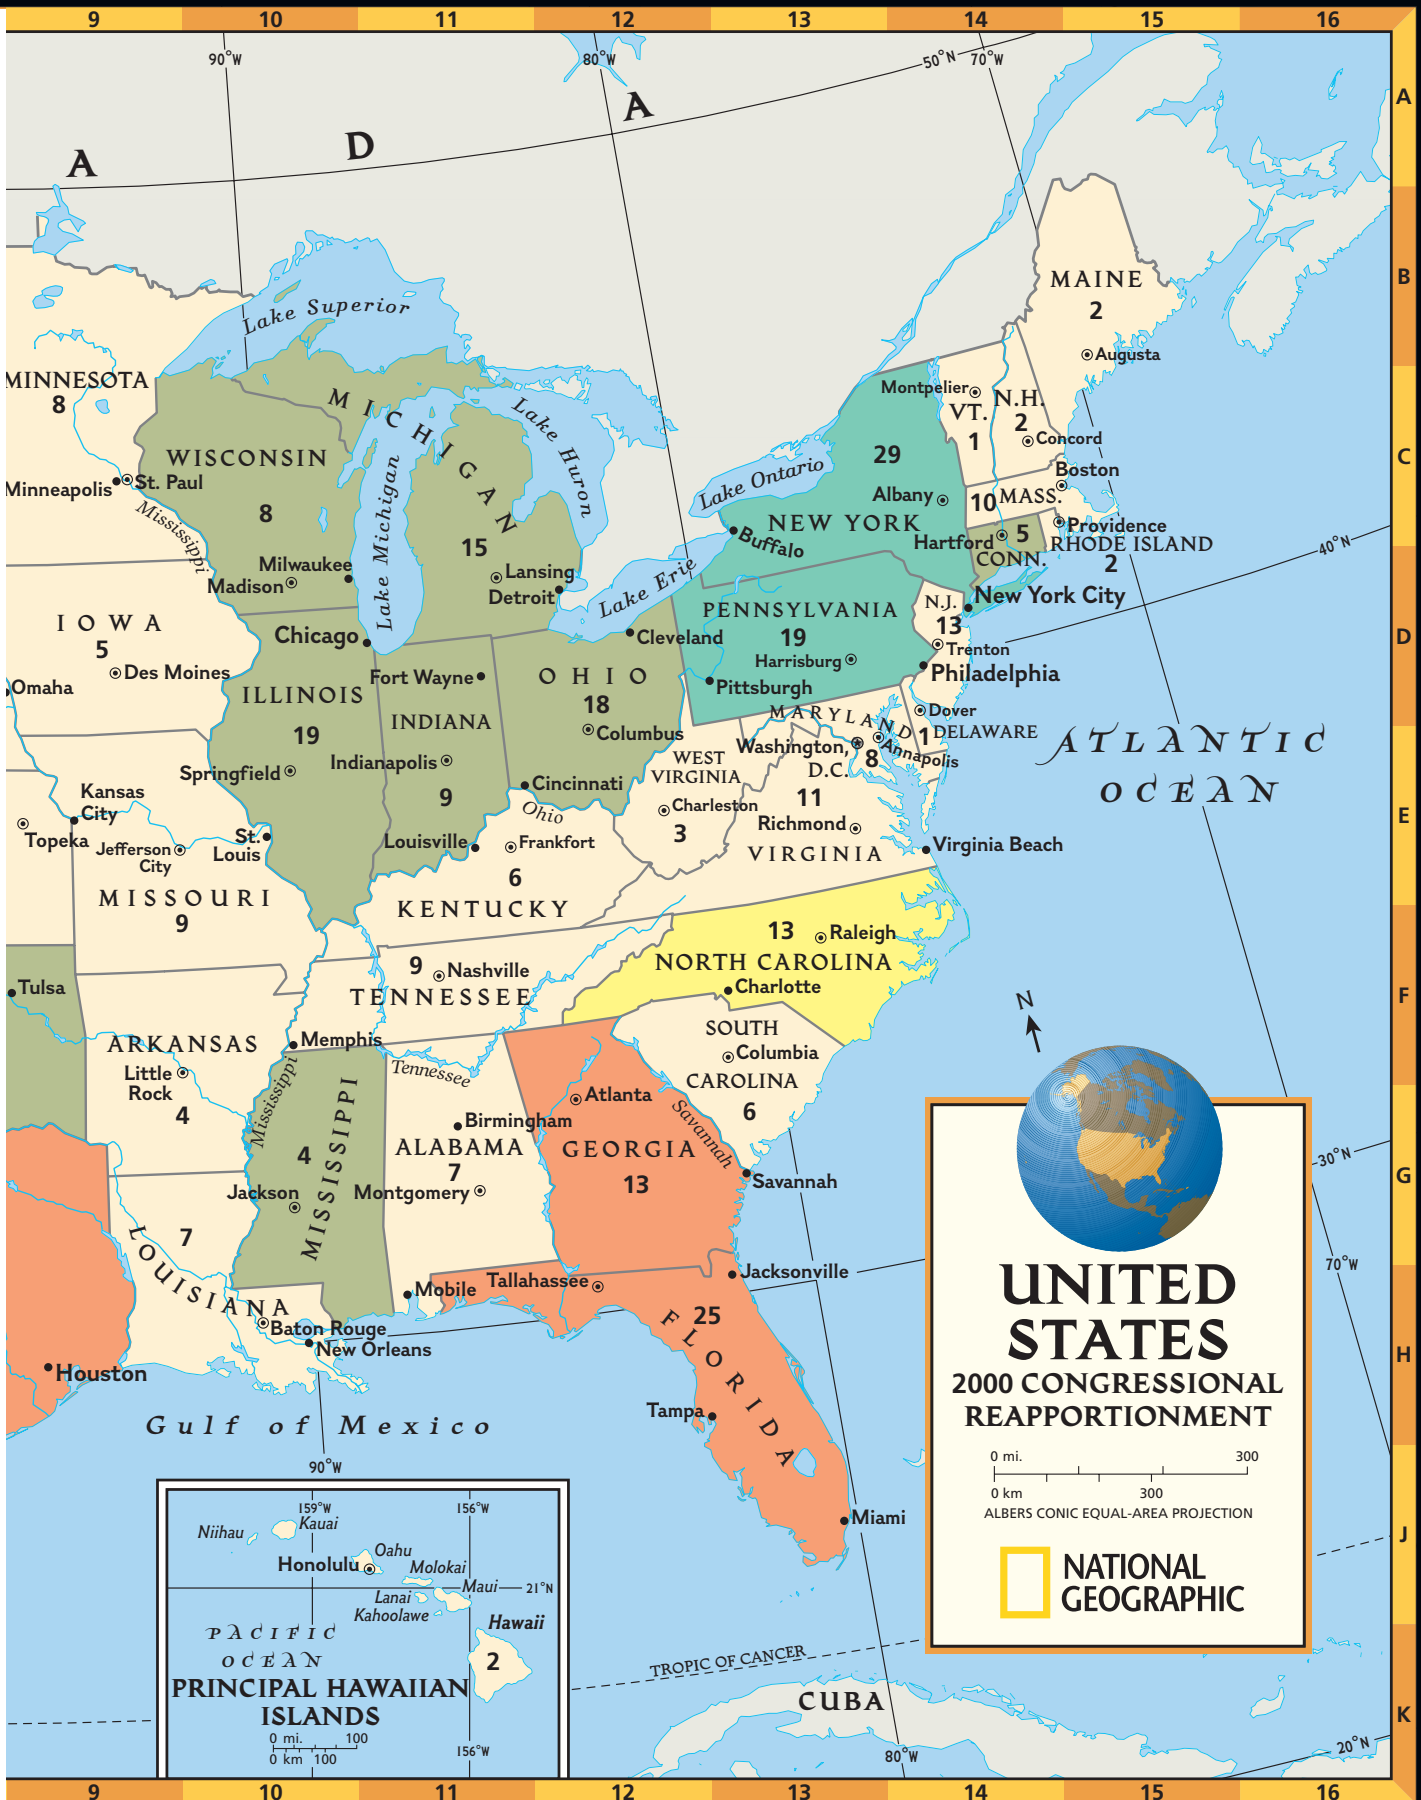 9 10 11 12 13 14 15 16
90°W
80°W
50°N
70°W
A
D
A
A
B
C
D
E
F
G
H
J
K
MAINE
2
Augusta
Lake Superior
MINNESOTA
8
Minneapolis
St. Paul
Mississippi
WISCONSIN
8
Milwaukee
Madison
MICHIGAN
15
Lansing
Detroit
Lake Michigan
Lake Huron
Lake Ontario
Lake Erie
Montpelier
VT.
1
N.H.
2
Concord
Boston
10 MASS.
Providence
RHODE ISLAND
2
Hartford
5
CONN.
29
Albany
NEW YORK
Buffalo
New York City
40°N
PENNSYLVANIA
19
Harrisburg
Pittsburgh
N.J.
13
Trenton
Philadelphia
IOWA
5
Des Moines
Omaha
Chicago
ILLINOIS
19
Springfield
Fort Wayne
INDIANA
Indianapolis
9
Cleveland
OHIO
18
Columbus
Cincinnati
Ohio
MARYLAND
8
Annapolis
Dover
1
DELAWARE
Washington,
D.C.
WEST
VIRGINIA
Charleston
3
11
Richmond
VIRGINIA
Virginia Beach
ATLANTIC
OCEAN
Kansas
City
Topeka
Jefferson
City
St.
Louis
MISSOURI
9
Louisville
Frankfort
6
KENTUCKY
13
Raleigh
NORTH CAROLINA
Charlotte
9
Nashville
TENNESSEE
Memphis
Tennessee
Tulsa
ARKANSAS
Little
Rock
4
Mississippi
SOUTH
Columbia
CAROLINA
6
Savannah
Savannah
4
MISSISSIPPI
Jackson
Birmingham
ALABAMA
7
Montgomery
Mobile
Atlanta
GEORGIA
13
7
LOUISIANA
Baton Rouge
New Orleans
Houston
Tallahassee
Jacksonville
25
FLORIDA
Tampa
Miami
Gulf of Mexico
90°W
N
30°N
70°W
UNITED
STATES
2000 CONGRESSIONAL
REAPPORTIONMENT
0 mi. 300
0 km 300
ALBERS CONIC EQUAL-AREA PROJECTION
NATIONAL
GEOGRAPHIC
159°W
156°W
Niihau
Kauai
Honolulu
Oahu
Molokai
Lanai
Maui
21°N
Kahoolawe
Hawaii
2
PACIFIC
OCEAN
PRINCIPAL HAWAIIAN
ISLANDS
0 mi. 100
0 km 100
156°W
TROPIC OF CANCER
CUBA
80°W
20°N
9 10 11 12 13 14 15 16